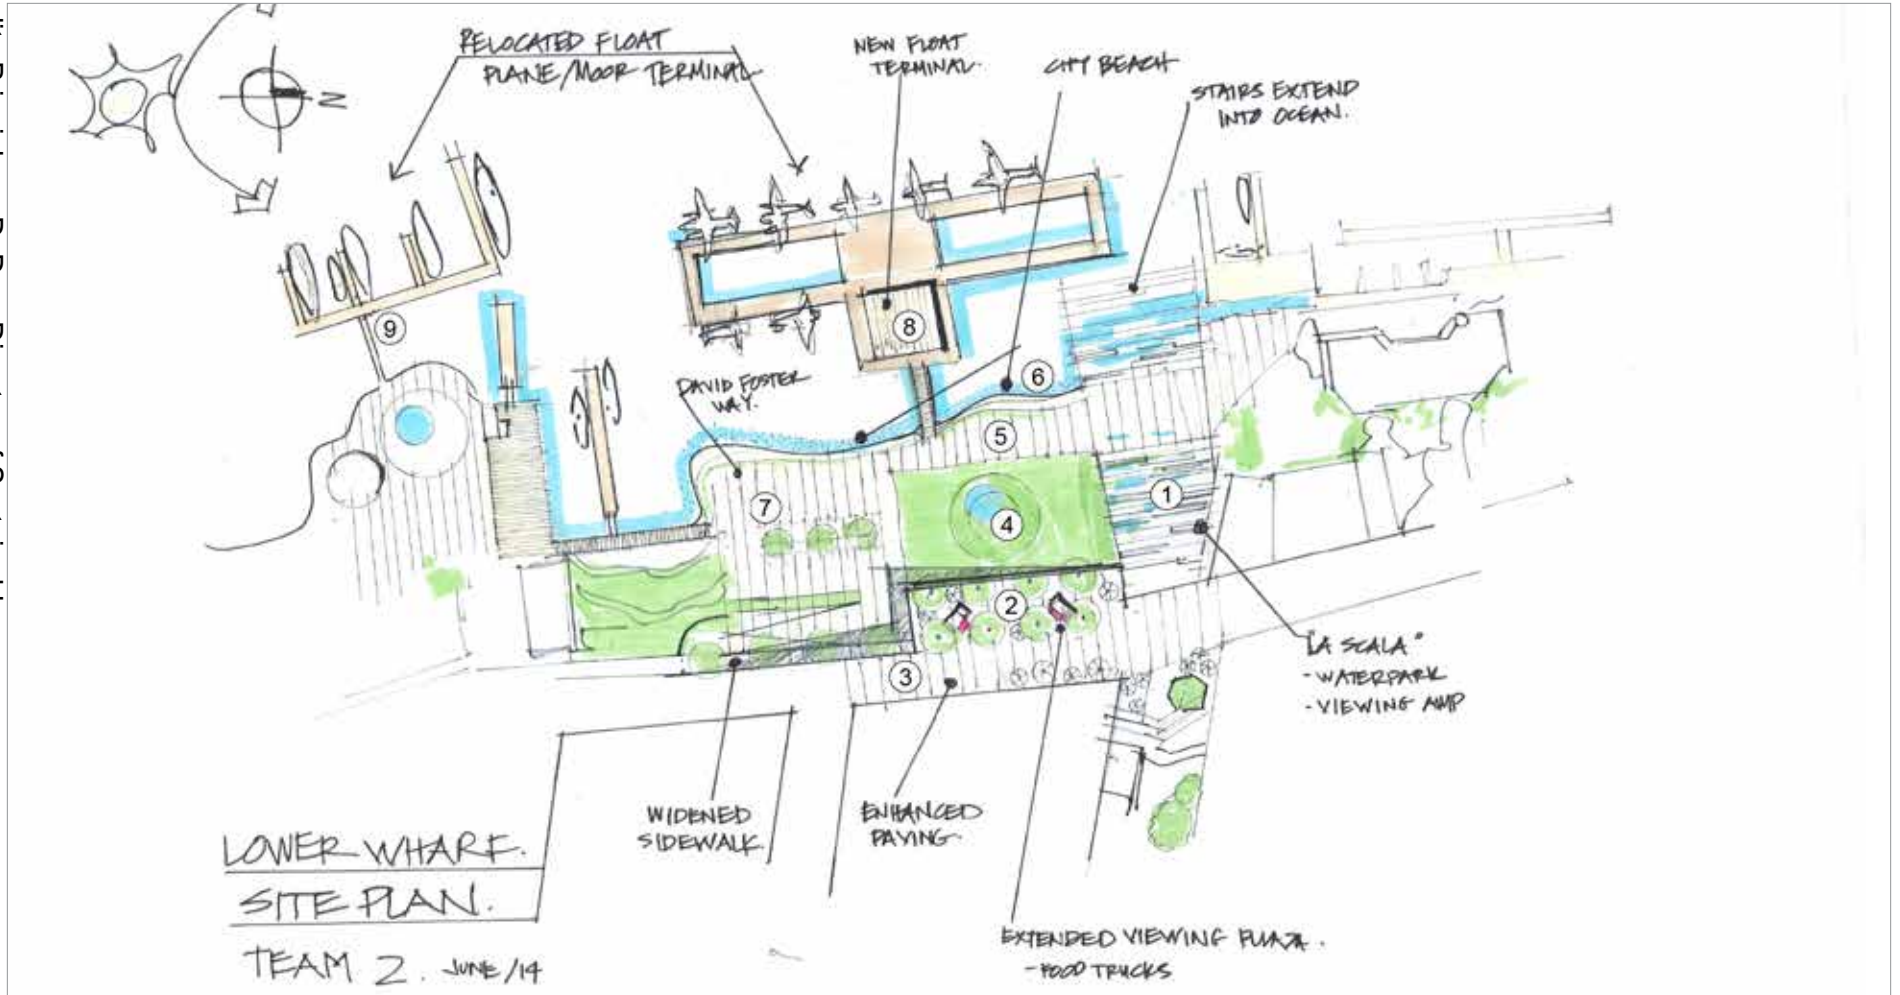 N
RELOCATED FLOAT
PLANE/MOOR TERMINAL
NEW FLOAT
TERMINAL.
CITY BEACH
STAIRS EXTEND
INTO OCEAN.
9
8
6
DAVID FOSTER
WAY.
5
7
4
1
2
3
"LA SCALA"
- WATERPARK
- VIEWING AMP
WIDENED
SIDEWALK
ENHANCED
PAVING.
EXTENDED VIEWING PLAZA.
- FOOD TRUCKS
LOWER WHARF.
SITE PLAN.
TEAM 2. JUNE/14